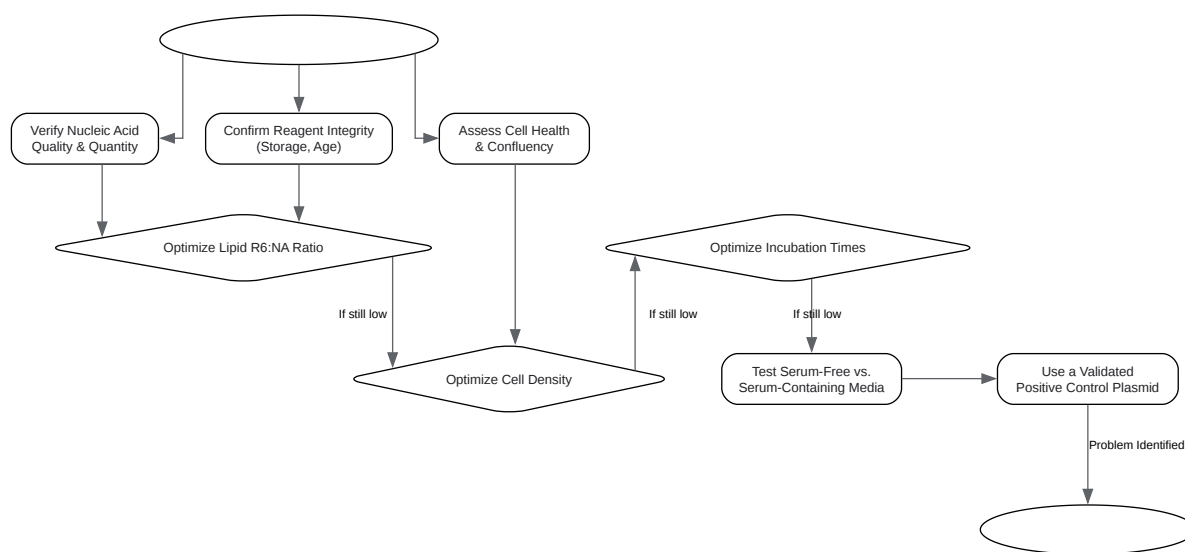 Verify Nucleic Acid
Quality & Quantity
Confirm Reagent Integrity
(Storage, Age)
Assess Cell Health
& Confluency
Optimize Lipid R6:NA Ratio
Optimize Incubation Times
If still low
If still low
If still low
Optimize Cell Density
Test Serum-Free vs.
Serum-Containing Media
Use a Validated
Positive Control Plasmid
Problem Identified